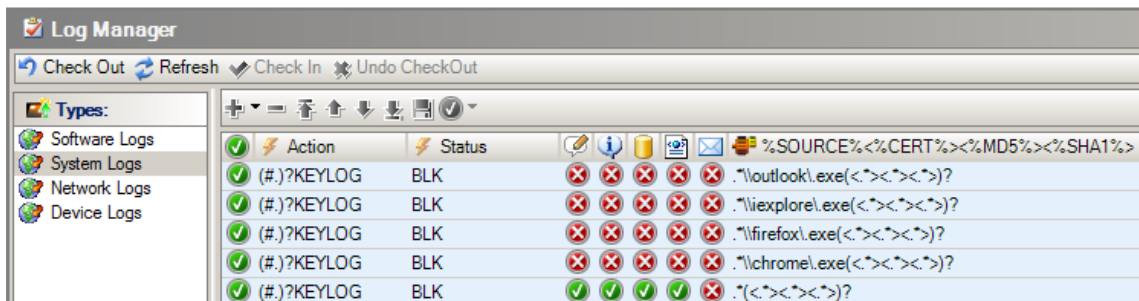 Log Manager
Check Out Refresh Check In Undo CheckOut
Types:
Software Logs
System Logs
Network Logs
Device Logs
Action Status %SOURCE%<%CERT%><%MD5%><%SHA1%>
(#.)?KEYLOG BLK .*\\outlook\.exe(<.*><.*><.*>)?
(#.)?KEYLOG BLK .*\\iexplore\.exe(<.*><.*><.*>)?
(#.)?KEYLOG BLK .*\\firefox\.exe(<.*><.*><.*>)?
(#.)?KEYLOG BLK .*\\chrome\.exe(<.*><.*><.*>)?
(#.)?KEYLOG BLK .*(<.*><.*><.*>)?